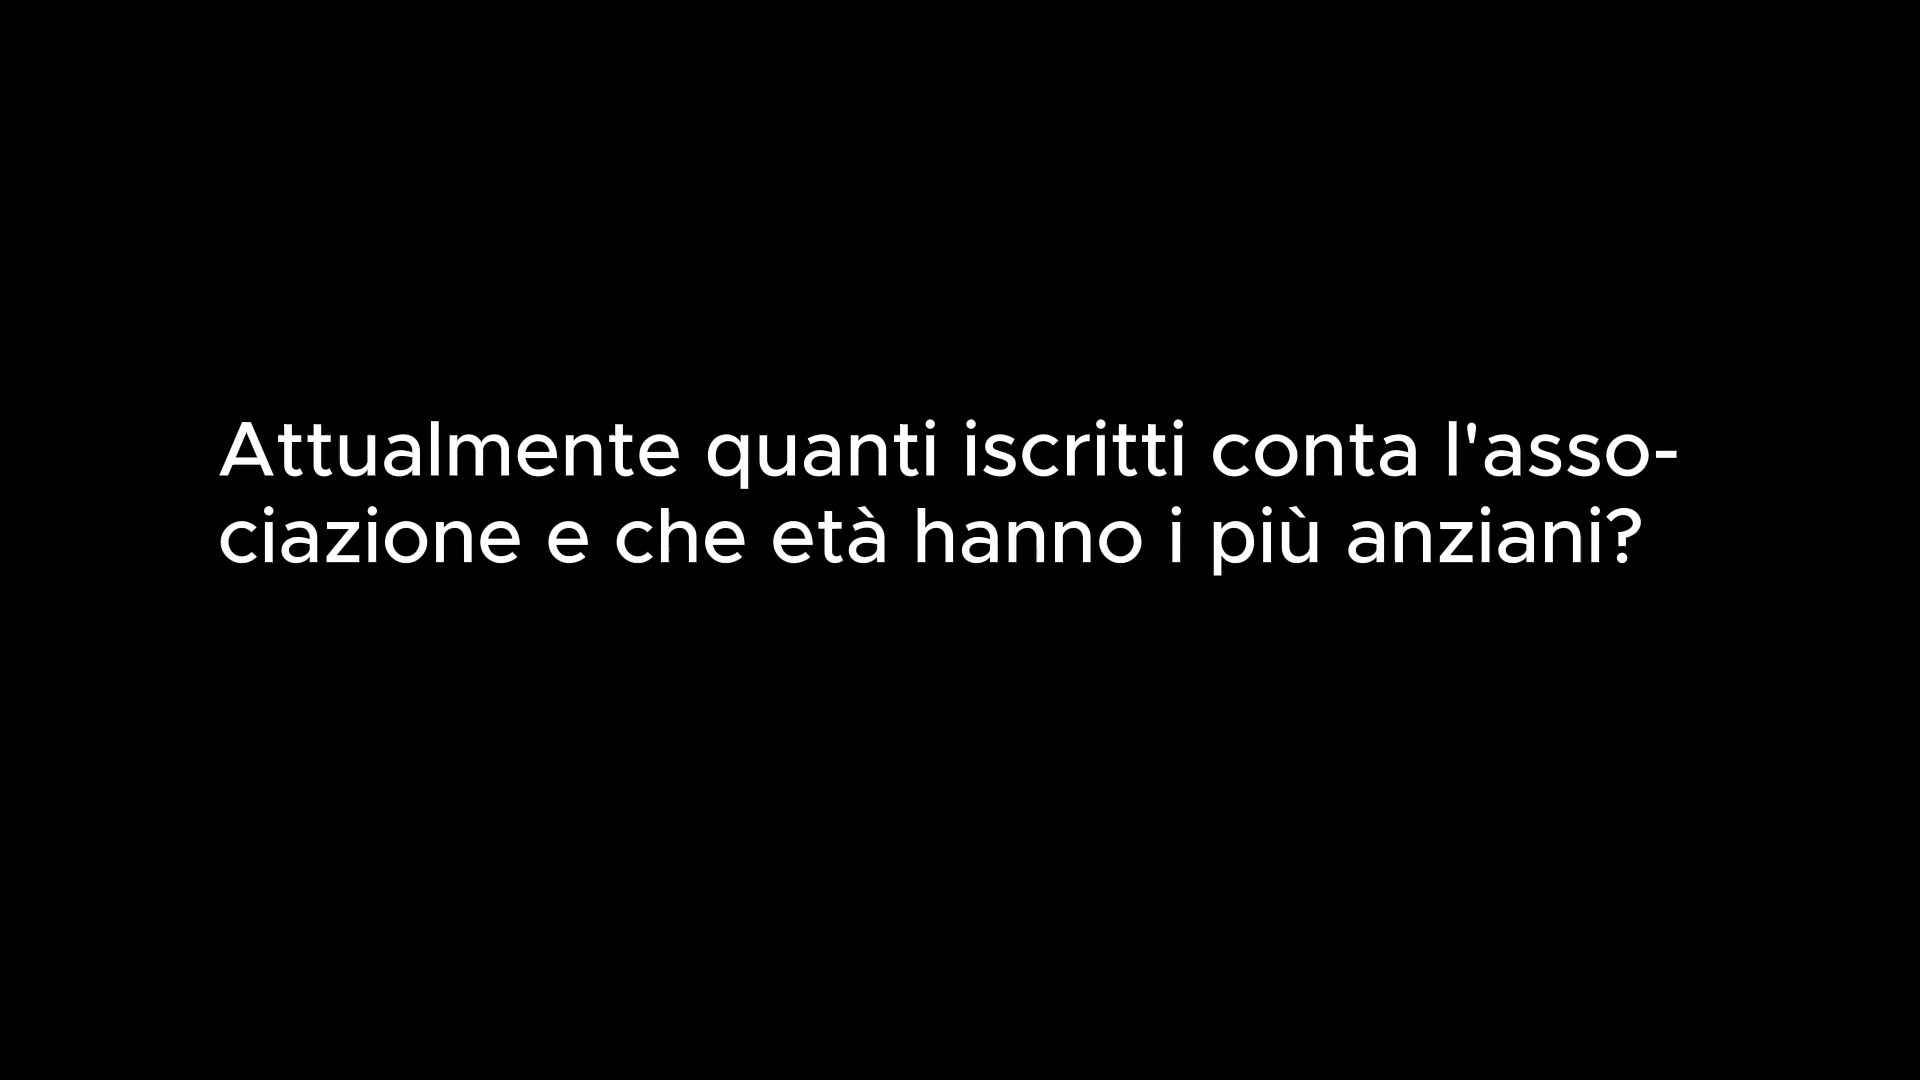 Attualmente quanti iscritti conta l'asso-
ciazione e che età hanno i più anziani?